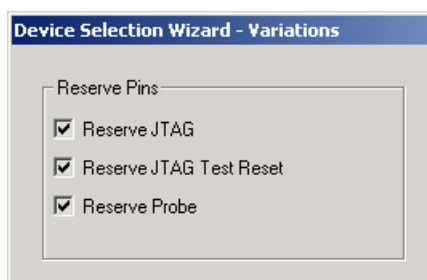 Device Selection Wizard - Variations
Reserve Pins
Reserve JTAG
Reserve JTAG Test Reset
Reserve Probe